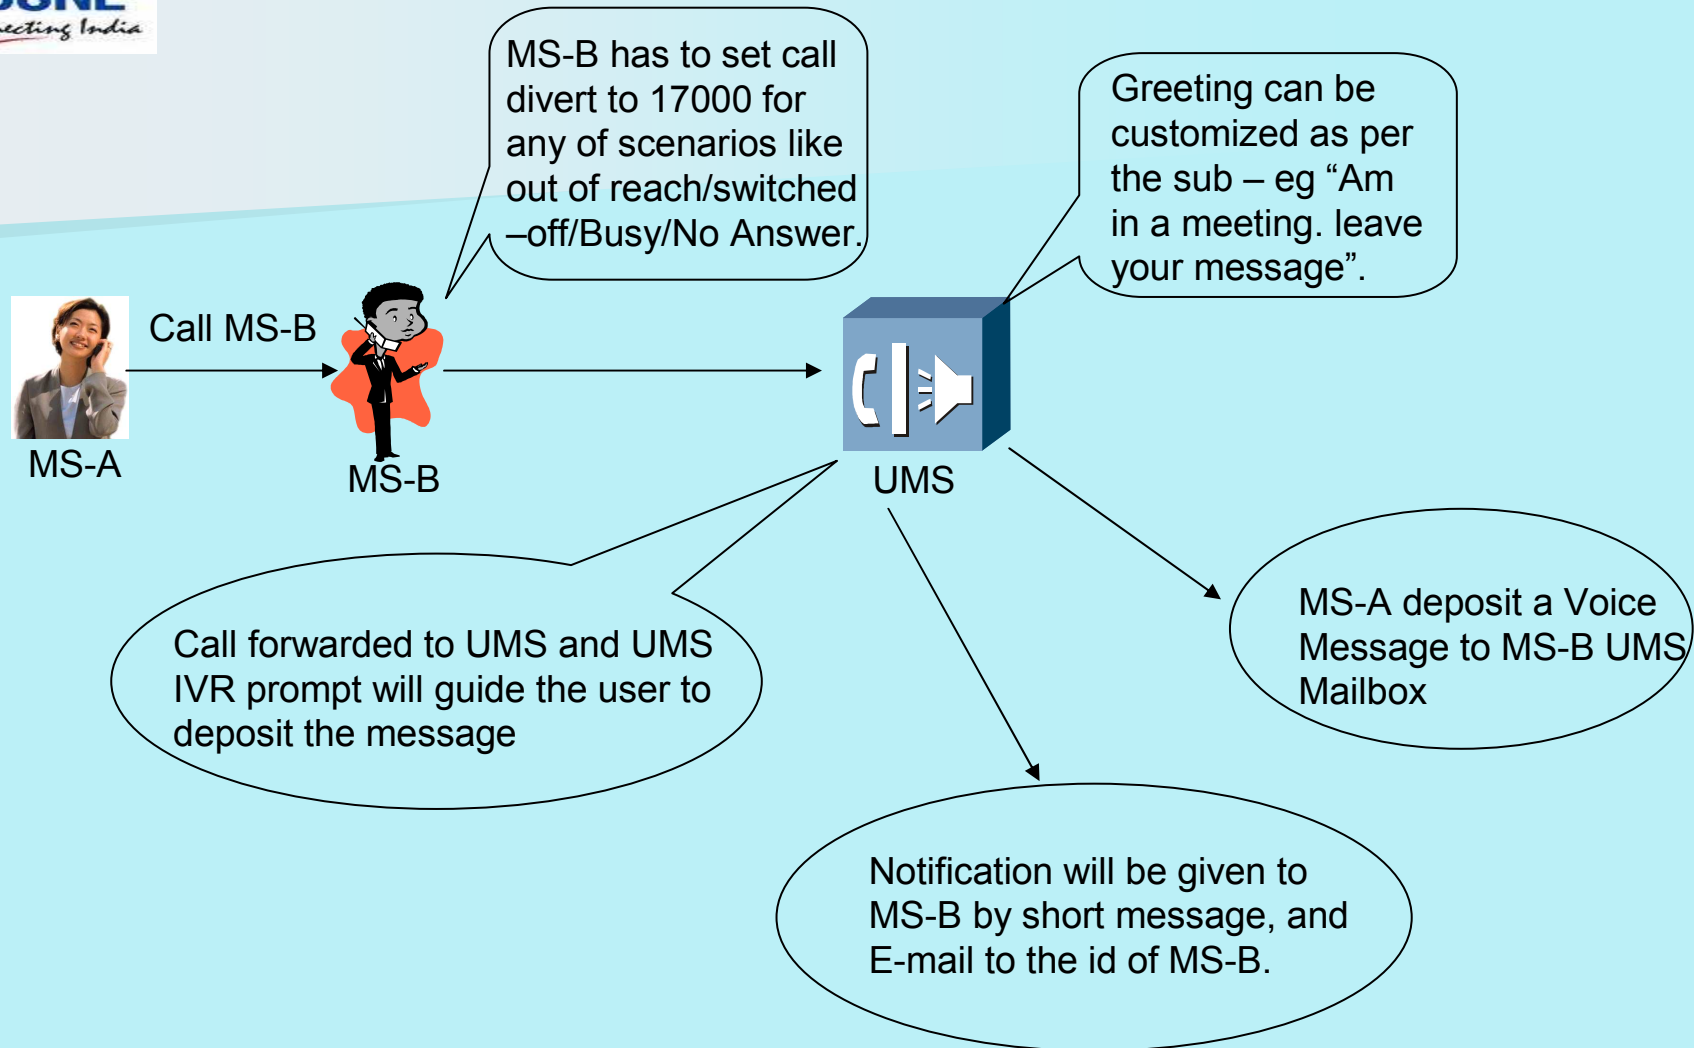 Connecting India
MS-B has to set call
divert to 17000 for
any of scenarios like
out of reach/switched
–off/Busy/No Answer.
Greeting can be
customized as per
the sub – eg “Am
in a meeting. leave
your message”.
Call MS-B
MS-A
MS-B
UMS
Call forwarded to UMS and UMS
IVR prompt will guide the user to
deposit the message
MS-A deposit a Voice
Message to MS-B UMS
Mailbox
Notification will be given to
MS-B by short message, and
E-mail to the id of MS-B.